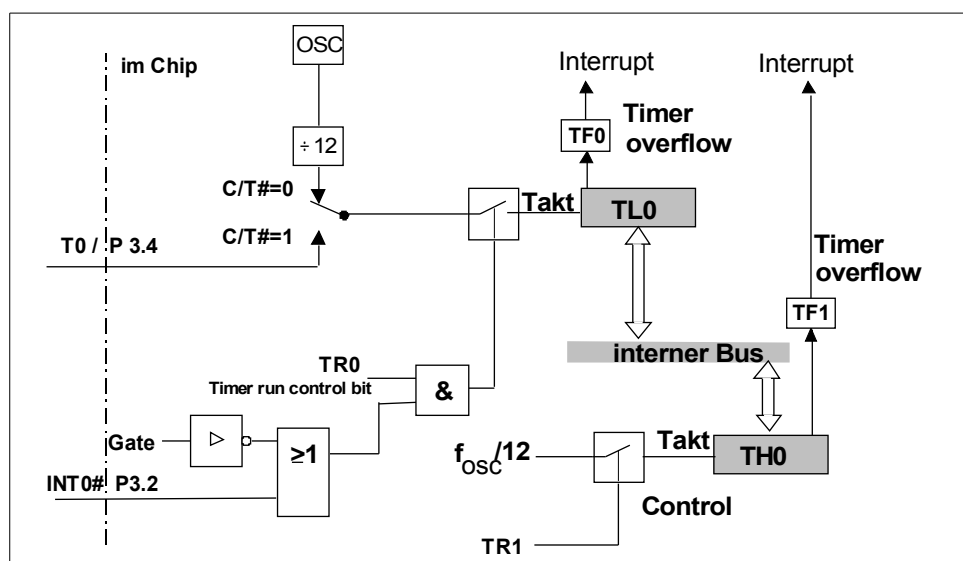 OSC
im Chip
÷ 12
C/T#=0
C/T#=1
T0 / P 3.4
Interrupt
TF0
Timer
overflow
Takt
TL0
Interrupt
Timer
overflow
TF1
interner Bus
TR0
Timer run control bit
&
Gate
≥1
INT0# P3.2
fOSC/12
Takt
TH0
Control
TR1